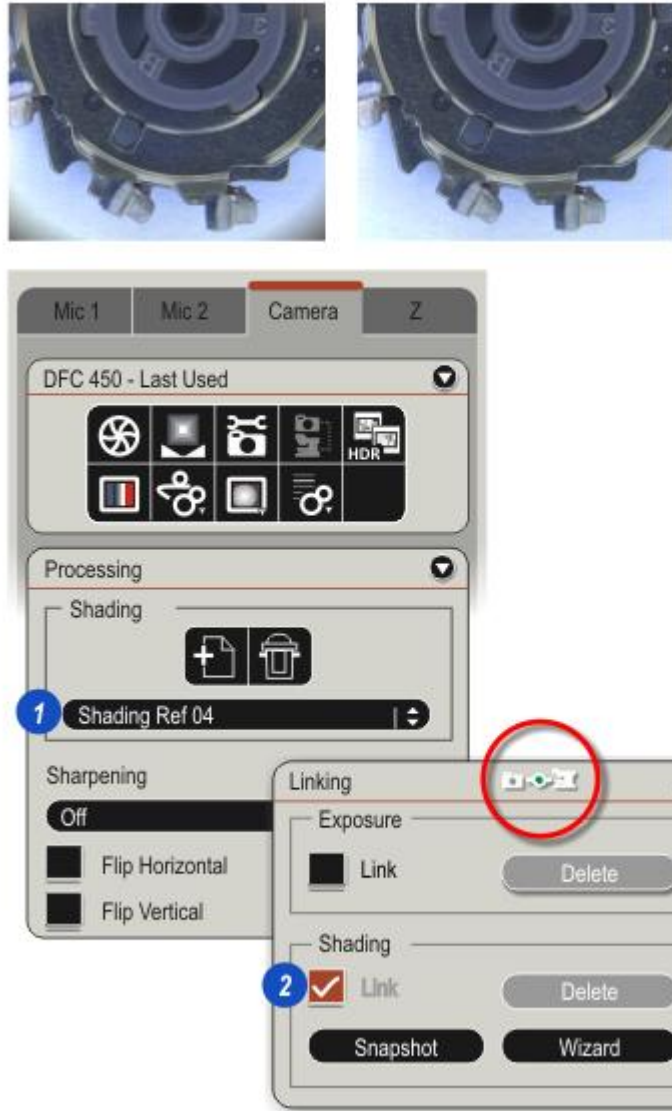 Mic 1 Mic 2 Camera Z
DFC 450 - Last Used
HDR
Processing
Shading
1 Shading Ref 04
Sharpening
Off
Flip Horizontal
Flip Vertical
Linking
Exposure
Link Delete
Shading
2 Link Delete
Snapshot Wizard